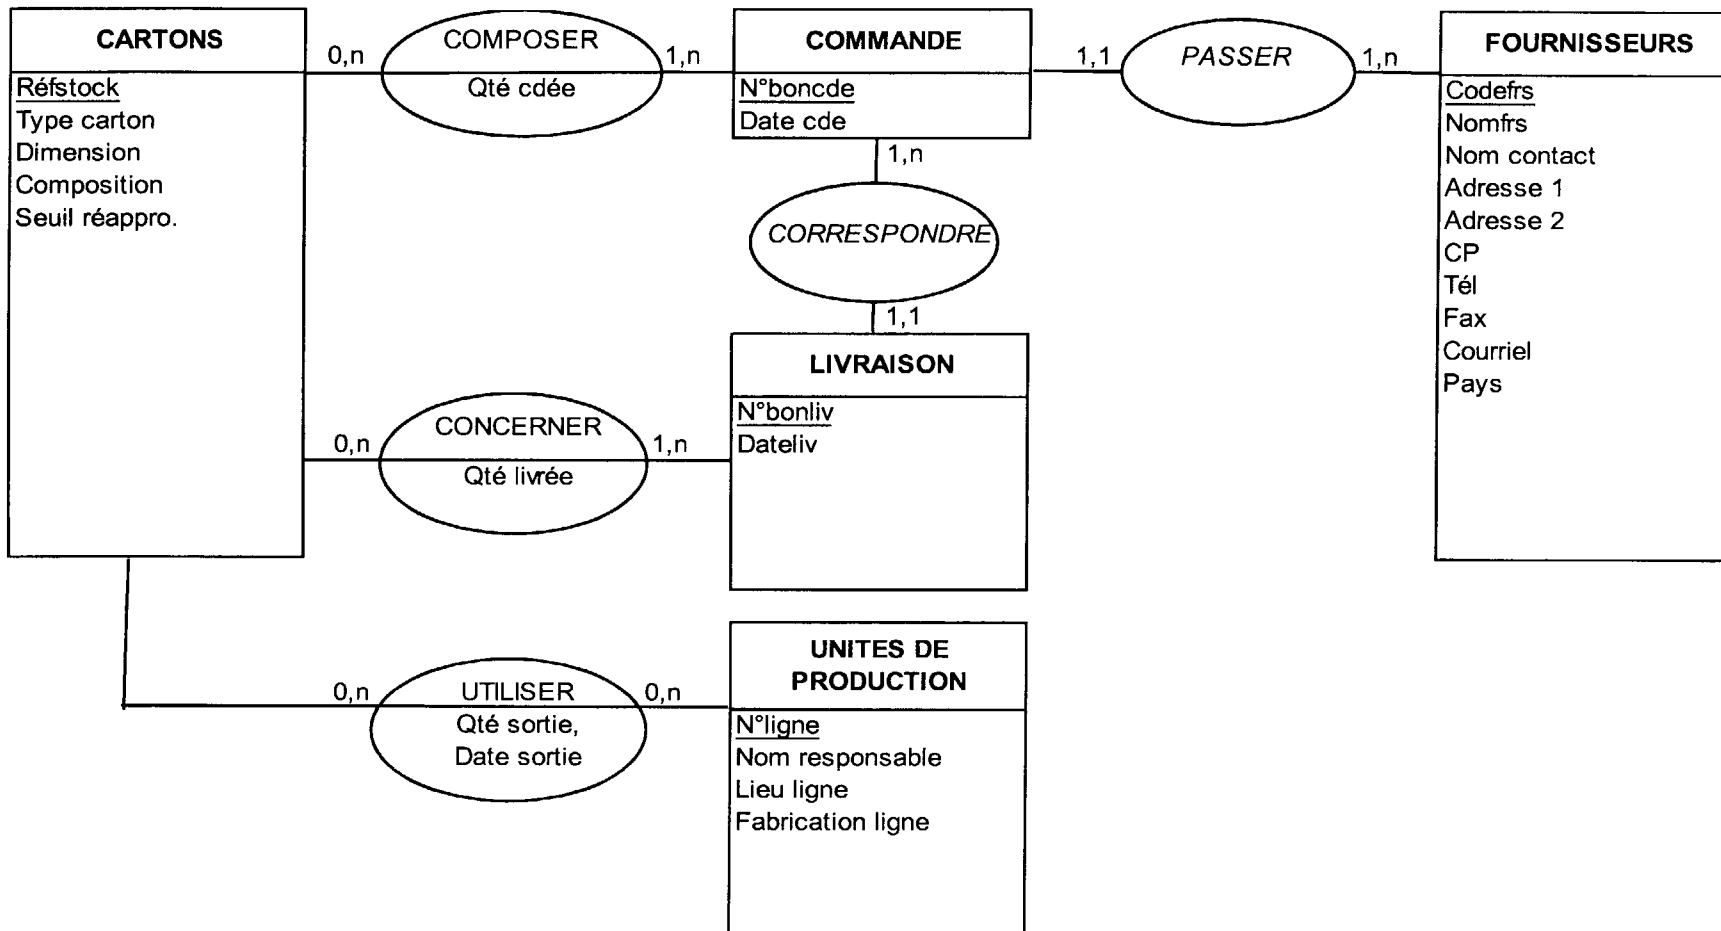 CARTONS
Réfstock
Type carton
Dimension
Composition
Seuil réappro.
0,n
COMPOSER
Qté cdée
1,n
COMMANDE
N°boncde
Date cde
1,1
PASSER
1,n
FOURNISSEURS
Codefrs
Nomfrs
Nom contact
Adresse 1
Adresse 2
CP
Tél
Fax
Courriel
Pays
1,n
CORRESPONDRE
1,1
LIVRAISON
N°bonliv
Dateliv
0,n
CONCERNER
Qté livrée
1,n
0,n
UTILISER
Qté sortie,
Date sortie
0,n
UNITES DE
PRODUCTION
N°ligne
Nom responsable
Lieu ligne
Fabrication ligne